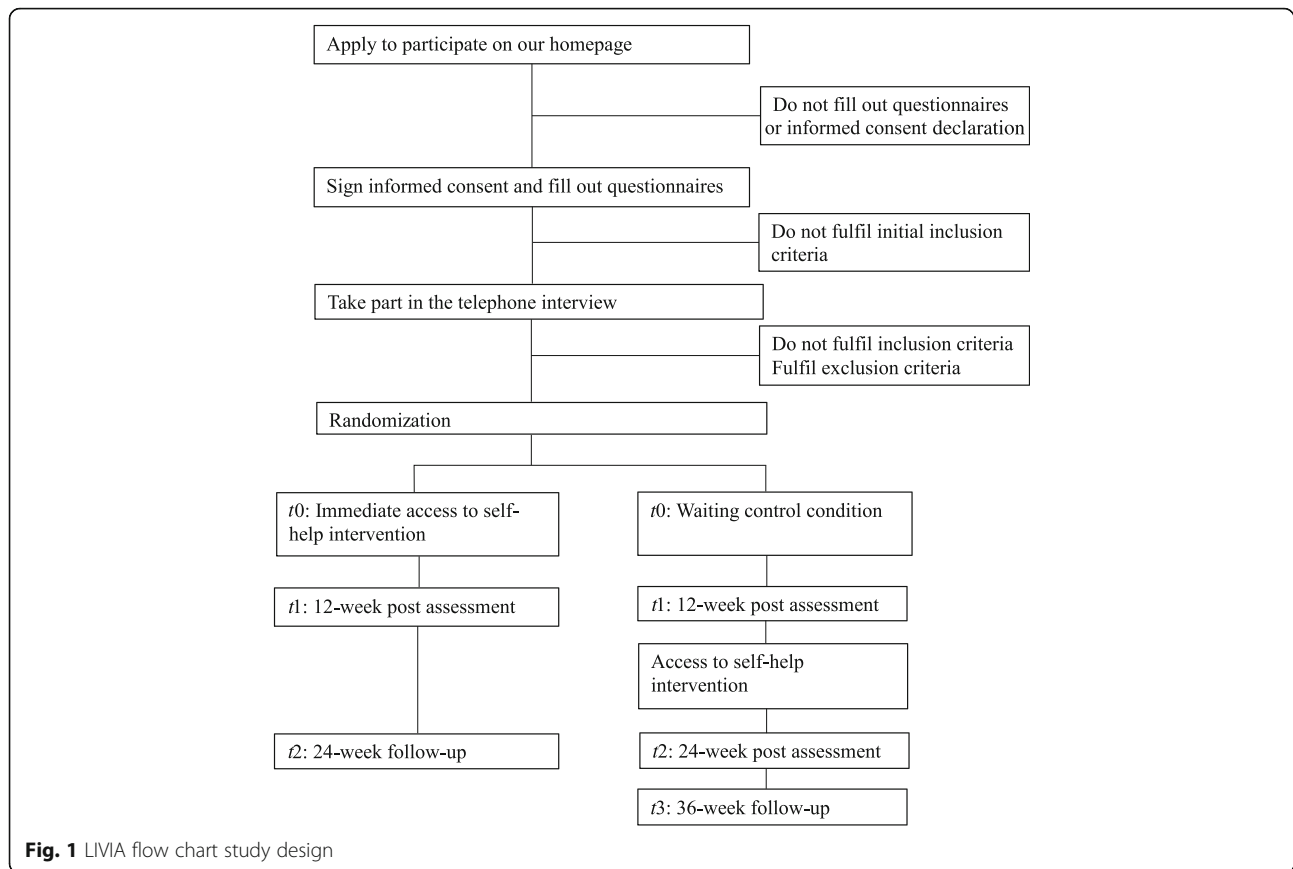 Apply to participate on our homepage
Do not fill out questionnaires
or informed consent declaration
Sign informed consent and fill out questionnaires
Do not fulfil initial inclusion
criteria
Take part in the telephone interview
Do not fulfil inclusion criteria
Fulfil exclusion criteria
Randomization
t0: Immediate access to self-
help intervention
t0: Waiting control condition
t1: 12-week post assessment
t1: 12-week post assessment
Access to self-help
intervention
t2: 24-week follow-up
t2: 24-week post assessment
t3: 36-week follow-up
Fig. 1 LIVIA flow chart study design